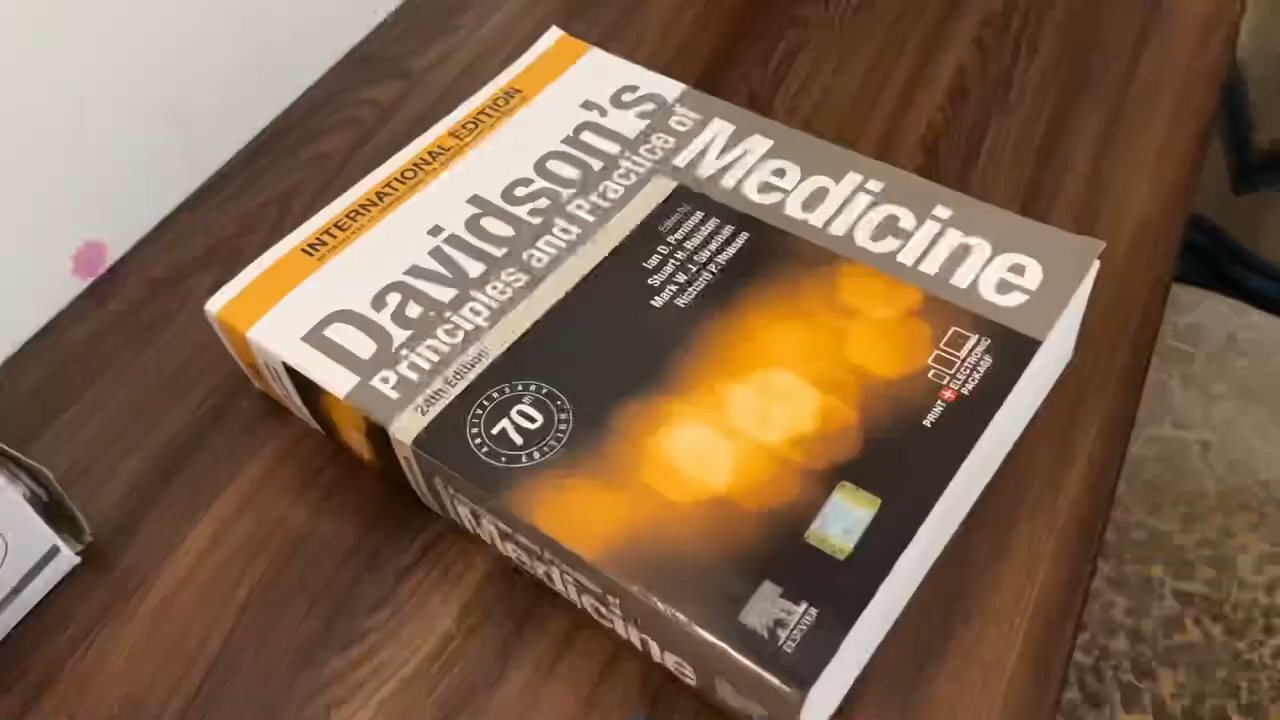 INTERNATIONAL EDITION
Davidson's
Principles and Practice of
Medicine
24th Edition
Edited by
Ian D. Penman
Stuart H. Ralston
Mark W. J. Strachan
Richard P. Hobson
ANNIVERSARY
70th
PRINT + ELECTRONIC
PACKAGE
ELSEVIER
Medicine